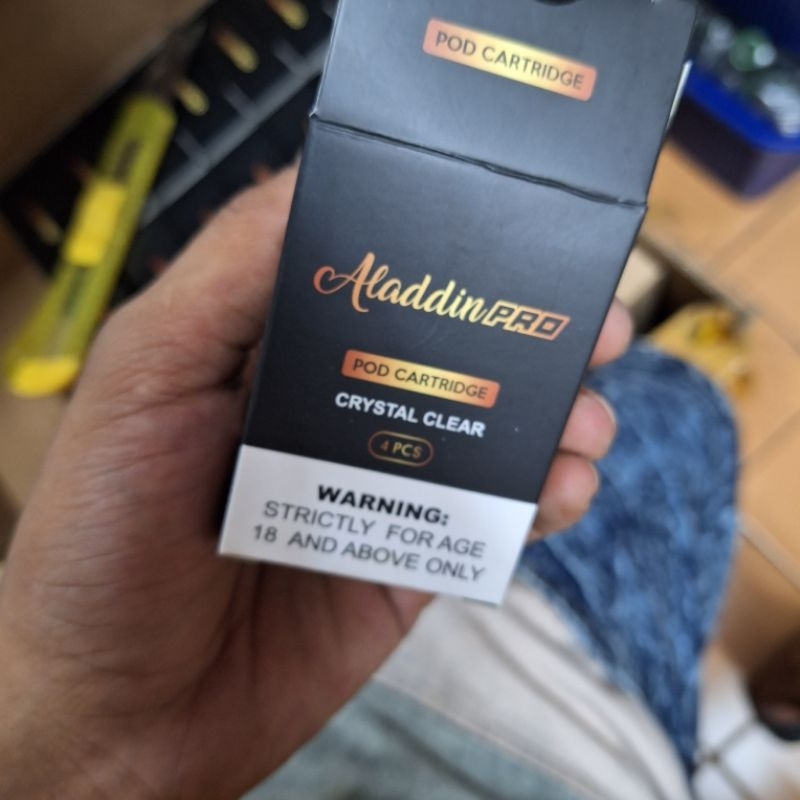 POD CARTRIDGE
Aladdin PRO
POD CARTRIDGE
CRYSTAL CLEAR
4 PCS
WARNING:
STRICTLY FOR AGE
18 AND ABOVE ONLY